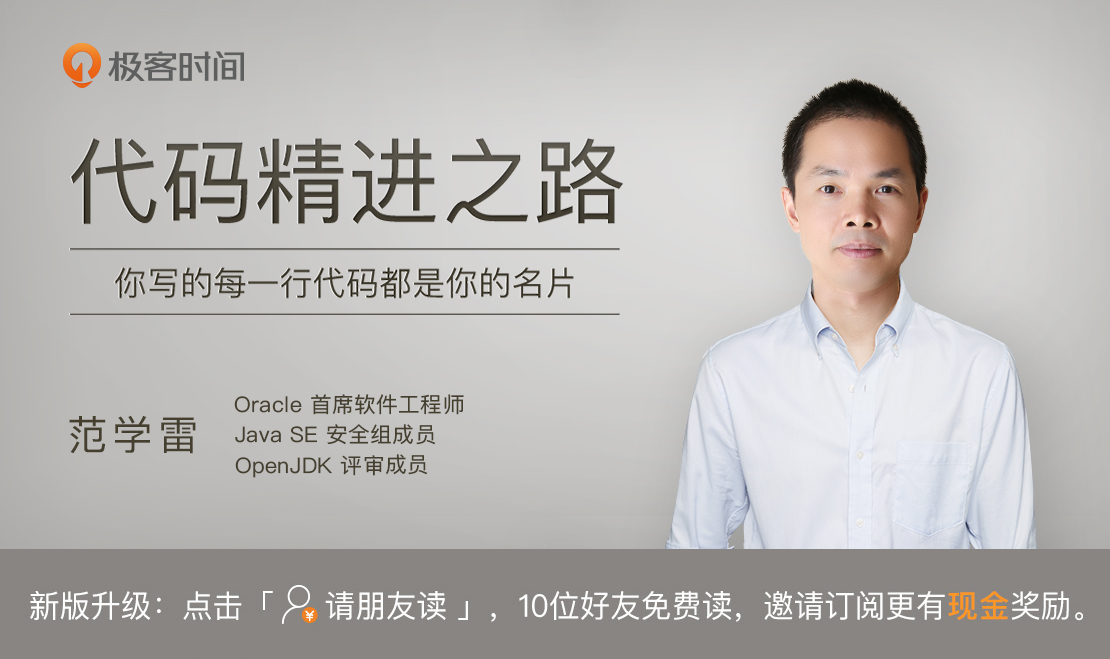 极客时间
代码精进之路
你写的每一行代码都是你的名片
范学雷
Oracle 首席软件工程师
Java SE 安全组成员
OpenJDK 评审成员
新版升级：点击「¥请朋友读」，10位好友免费读，邀请订阅更有现金奖励。